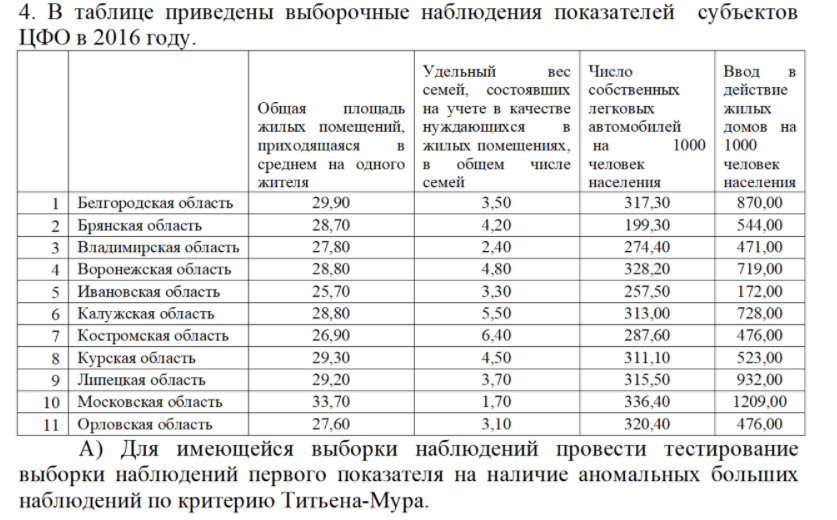 4. В таблице приведены выборочные наблюдения показателей субъектов
ЦФО в 2016 году.
Общая площадь
жилых помещений,
приходящаяся в
среднем на одного
жителя
Удельный вес
семей, состоявших
на учете в качестве
нуждающихся в
жилых помещениях,
в общем числе
семей
Число
собственных
легковых
автомобилей
на 1000
человек
населения
Ввод в
действие
жилых
домов на
1000
человек
населения
1 Белгородская область 29,90 3,50 317,30 870,00
2 Брянская область 28,70 4,20 199,30 544,00
3 Владимирская область 27,80 2,40 274,40 471,00
4 Воронежская область 28,80 4,80 328,20 719,00
5 Ивановская область 25,70 3,30 257,50 172,00
6 Калужская область 28,80 5,50 313,00 728,00
7 Костромская область 26,90 6,40 287,60 476,00
8 Курская область 29,30 4,50 311,10 523,00
9 Липецкая область 29,20 3,70 315,50 932,00
10 Московская область 33,70 1,70 336,40 1209,00
11 Орловская область 27,60 3,10 320,40 476,00
А) Для имеющейся выборки наблюдений провести тестирование
выборки наблюдений первого показателя на наличие аномальных больших
наблюдений по критерию Титьена-Мура.